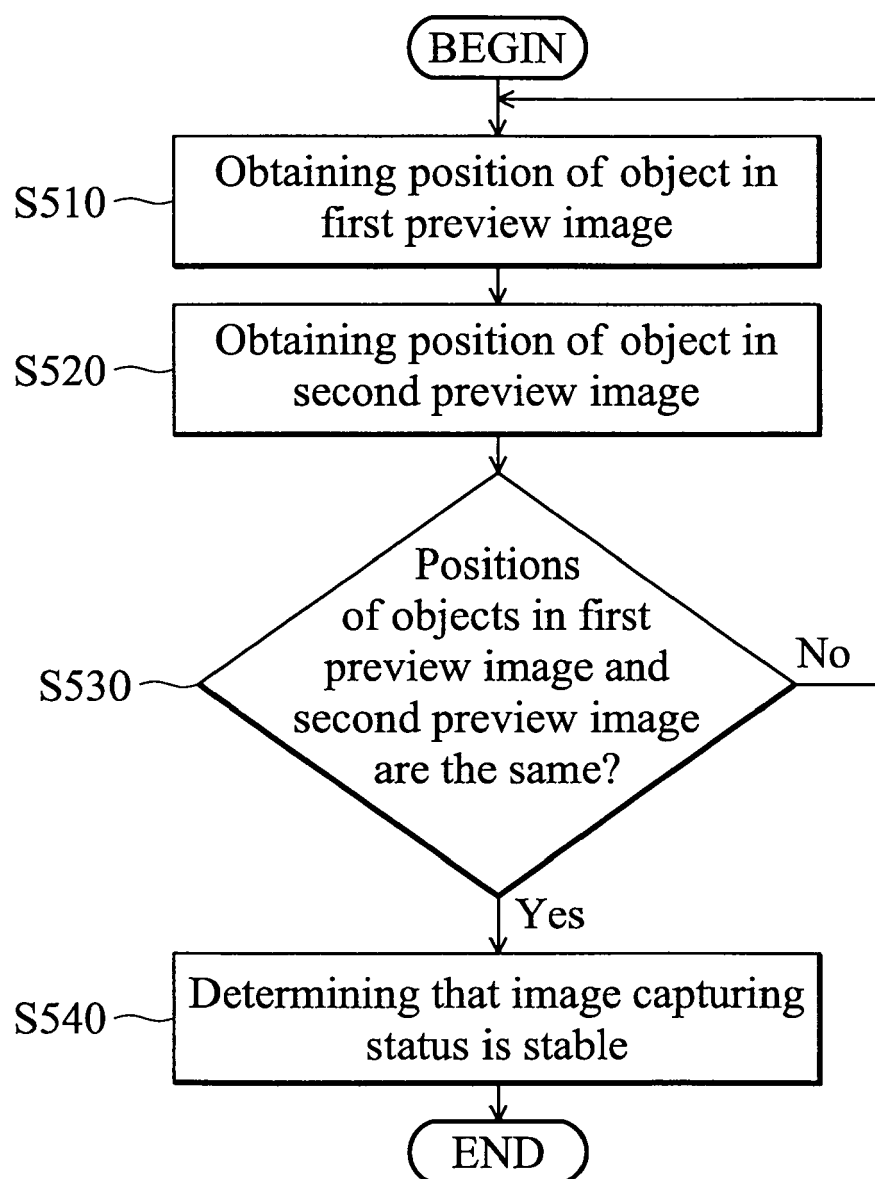 BEGIN
S510
Obtaining position of object in
first preview image
S520
Obtaining position of object in
second preview image
S530
Positions
of objects in first
preview image and
second preview image
are the same?
No
Yes
S540
Determining that image capturing
status is stable
END